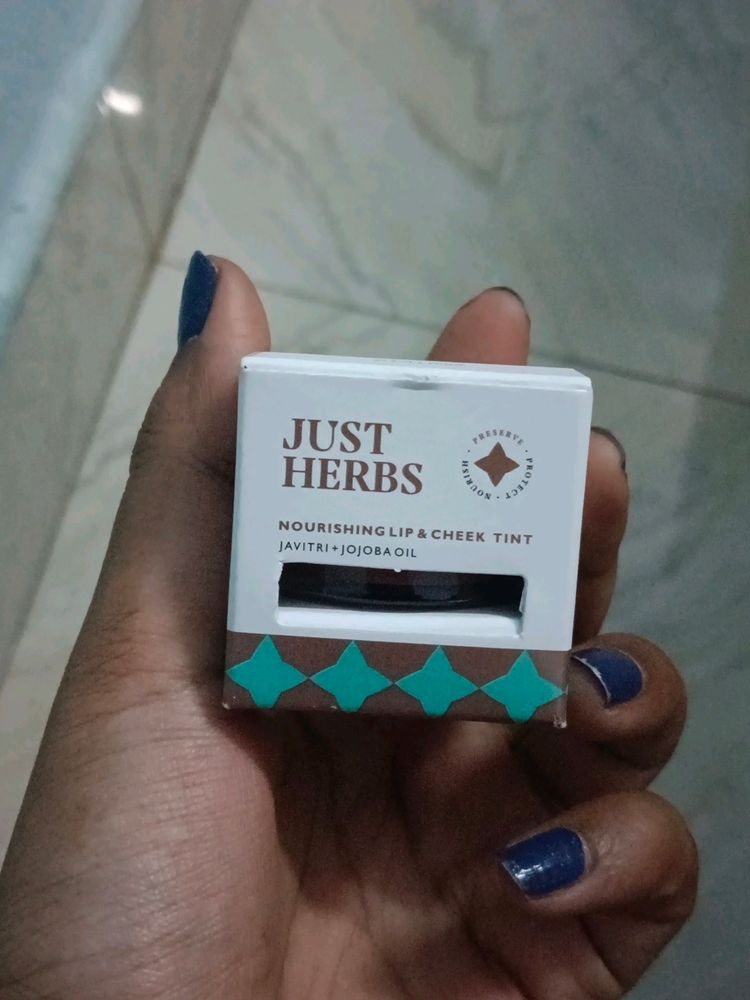 JUST
HERBS
PRESERVE · PROTECT · NOURISH ·
NOURISHING LIP & CHEEK TINT
JAVITRI + JOJOBA OIL